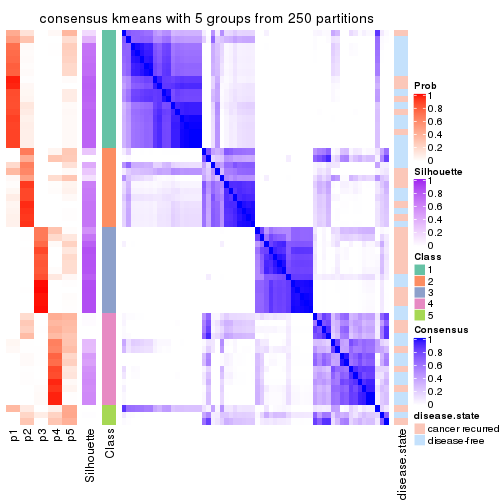 consensus kmeans with 5 groups from 250 partitions
Prob
1
0.8
0.6
0.4
0.2
0
Silhouette
1
0.8
0.6
0.4
0.2
0
Class
1
2
3
4
5
Consensus
1
0.8
0.6
0.4
0.2
0
disease.state
cancer recurred
disease-free
p1
p2
p3
p4
p5
Silhouette
Class
disease.state